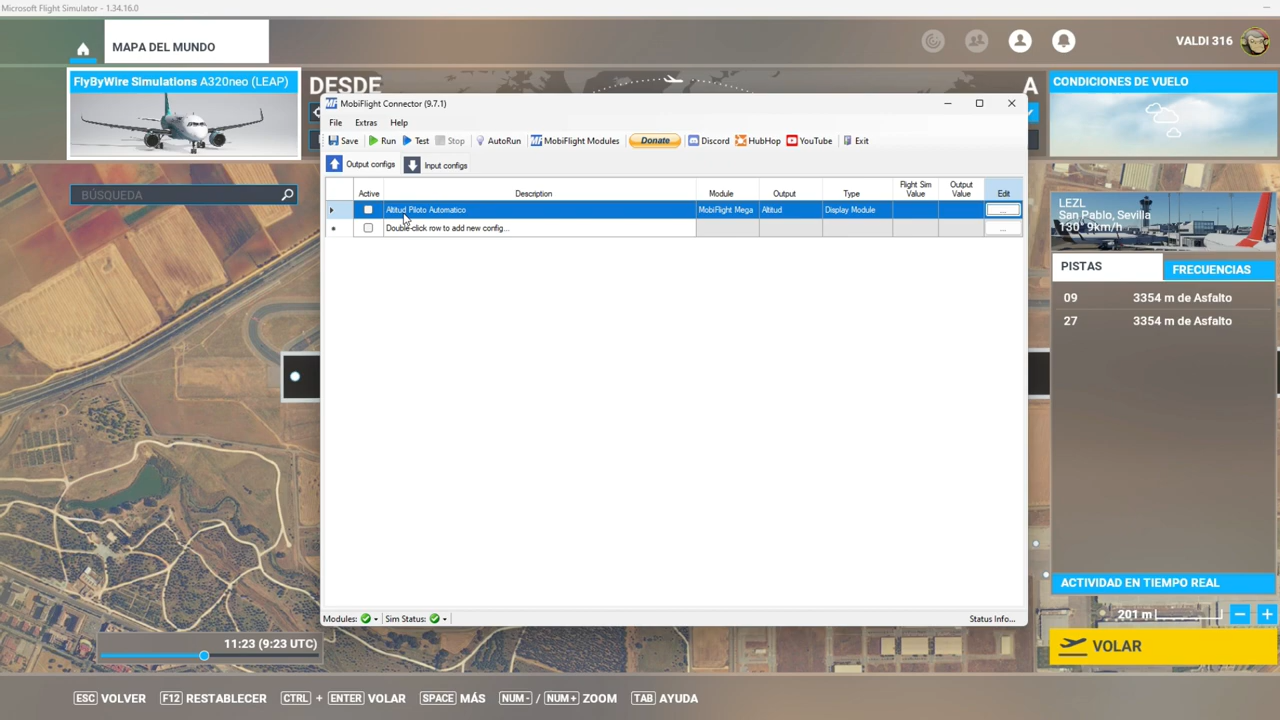 Microsoft Flight Simulator - 1.34.16.0
MAPA DEL MUNDO
VALDI 316
FlyByWire Simulations A320neo (LEAP)
DESDE
A
CONDICIONES DE VUELO
MobiFlight Connector (9.7.1)
File Extras Help
Save Run Test Stop AutoRun MobiFlight Modules Donate Discord HubHop YouTube Exit
Output configs Input configs
Active Description Module Output Type Flight Sim Value Output Value Edit
Altitud Piloto Automatico MobiFlight Mega Altitud Display Module ...
Double-click row to add new config... ...
BÚSQUEDA
LEZL
San Pablo, Sevilla
130° 9km/h
PISTAS FRECUENCIAS
09 3354 m de Asfalto
27 3354 m de Asfalto
ACTIVIDAD EN TIEMPO REAL
201 m
Modules: Sim Status: Status Info...
11:23 (9:23 UTC)
VOLAR
ESC VOLVER F12 RESTABLECER CTRL + ENTER VOLAR SPACE MÁS NUM- / NUM+ ZOOM TAB AYUDA